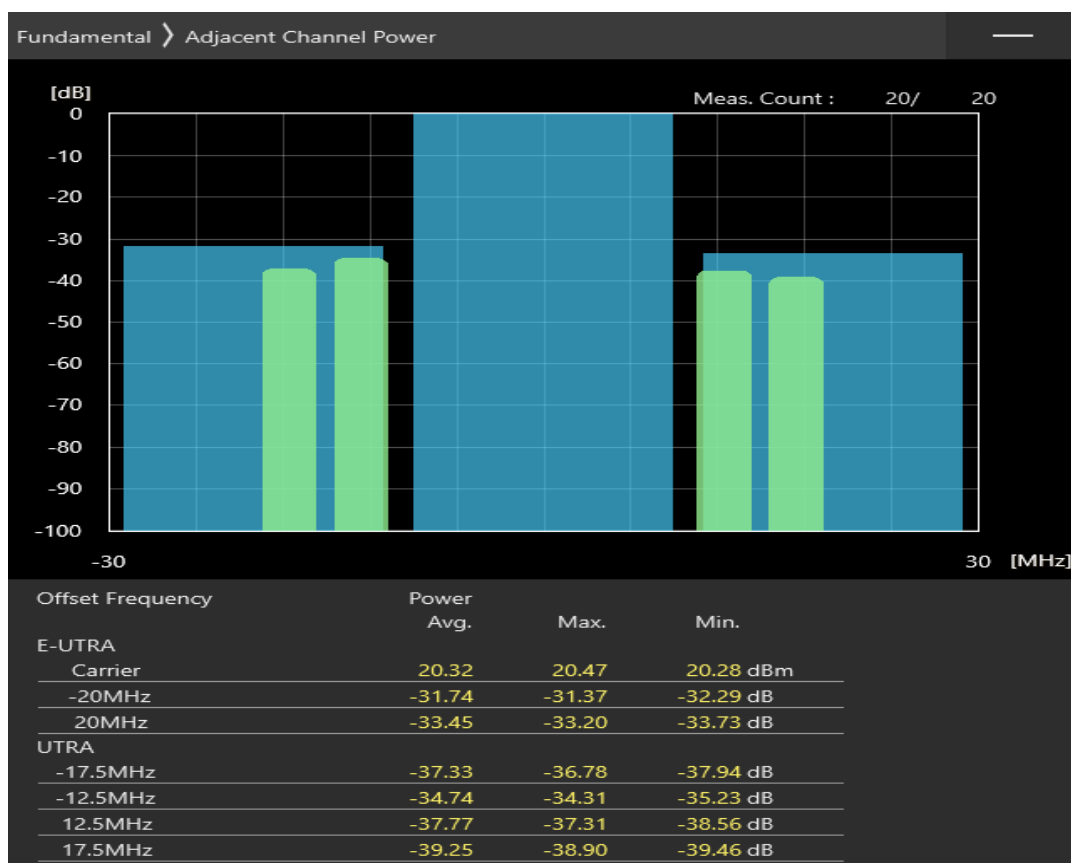 Fundamental 〉 Adjacent Channel Power
[dB]
Meas. Count : 20/ 20
0
-10
-20
-30
-40
-50
-60
-70
-80
-90
-100
-30 30 [MHz]
Offset Frequency Power
Avg. Max. Min.
E-UTRA
Carrier 20.32 20.47 20.28 dBm
-20MHz -31.74 -31.37 -32.29 dB
20MHz -33.45 -33.20 -33.73 dB
UTRA
-17.5MHz -37.33 -36.78 -37.94 dB
-12.5MHz -34.74 -34.31 -35.23 dB
12.5MHz -37.77 -37.31 -38.56 dB
17.5MHz -39.25 -38.90 -39.46 dB